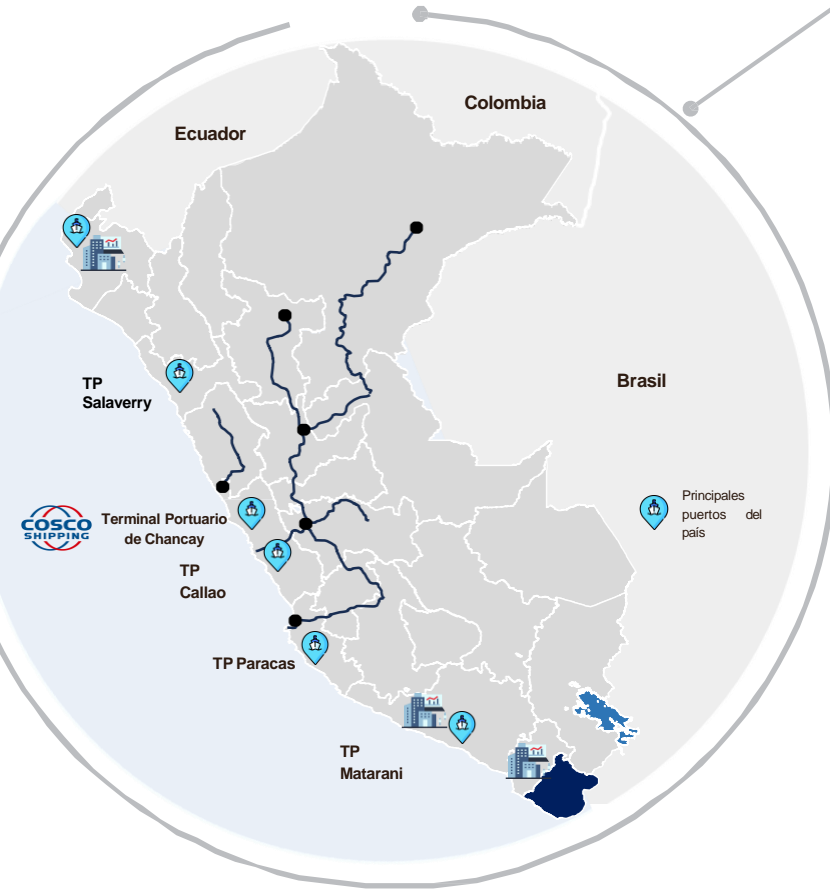 Colombia
Ecuador
Brasil
TP
Salaverry
COSCO
SHIPPING
Terminal Portuario
de Chancay
Principales
puertos del
país
TP
Callao
TP Paracas
TP
Matarani